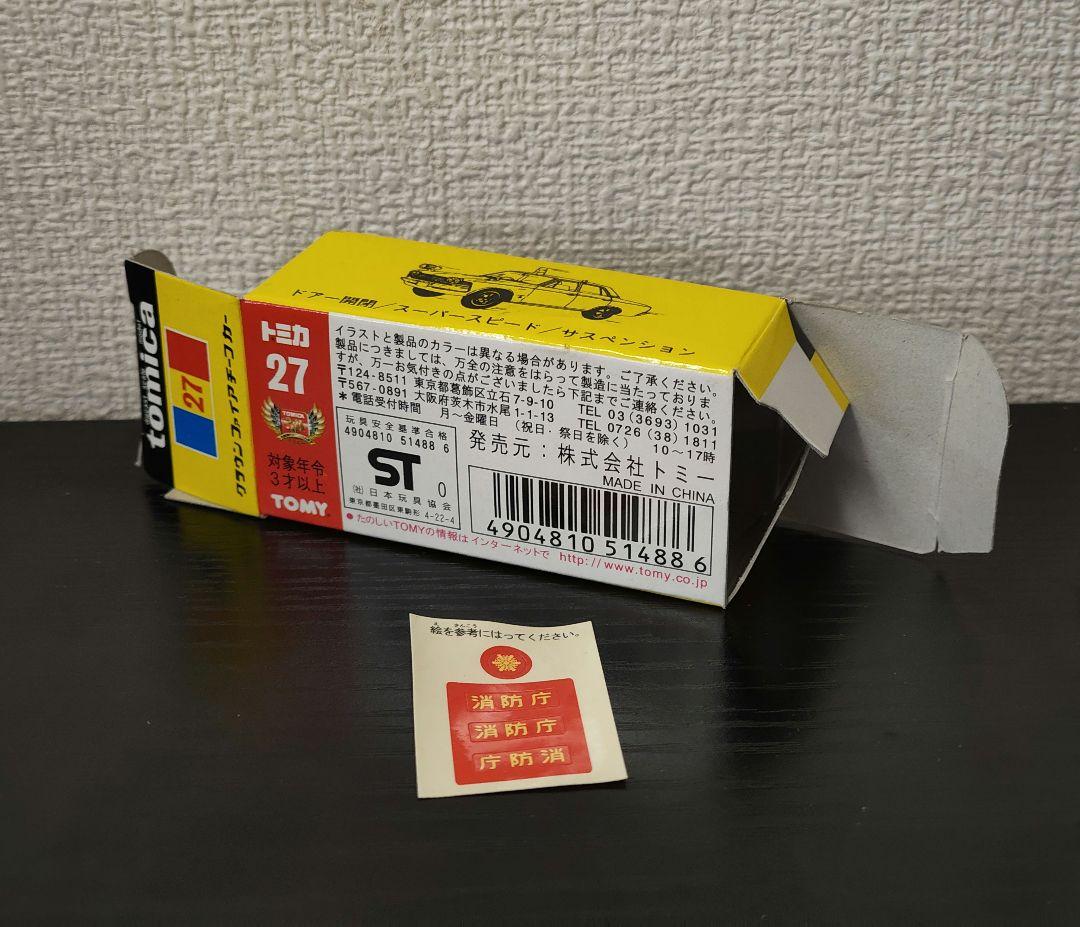 tomica
27
クラウンファイアチーフカー
ドアー開閉/スーパースピード/サスペンション
トミカ
27
TOMICA
対象年令
3才以上
TOMY
イラストと製品のカラーは異なる場合があります。ご了承ください。
製品につきましては、万全の注意をはらって製造に当たっておりま
すが、万一お気付きの点がございましたら下記までご連絡ください。
〒124-8511 東京都葛飾区立石7-9-10 TEL 03(3693)1031
〒567-0891 大阪府茨木市水尾1-1-13 TEL 0726(38)1811
*電話受付時間 月〜金曜日 (祝日・祭日を除く) 10〜17時
玩具安全基準合格
4904810 51488 6
ST 0
㈳日本玩具協会
東京都墨田区東駒形 4-22-4
発売元:株式会社トミー
MADE IN CHINA
4904810 514886
●たのしいTOMYの情報はインターネットで http://www.tomy.co.jp
絵を参考にはってください。
消防庁
消防庁
庁防消